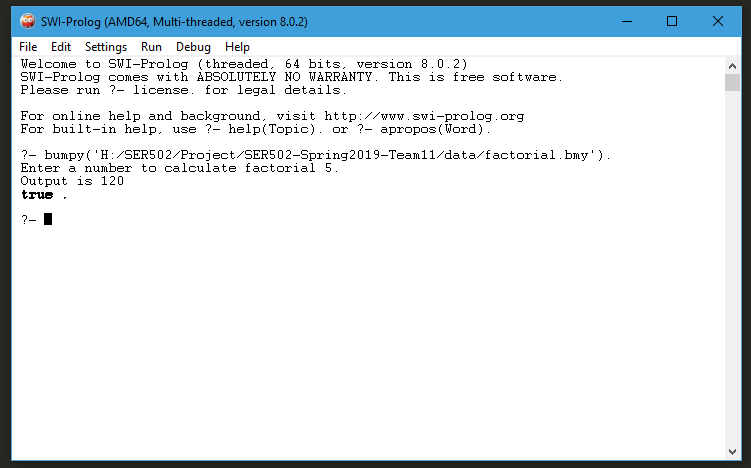 SWI-Prolog (AMD64, Multi-threaded, version 8.0.2)
File Edit Settings Run Debug Help
Welcome to SWI-Prolog (threaded, 64 bits, version 8.0.2)
SWI-Prolog comes with ABSOLUTELY NO WARRANTY. This is free software.
Please run ?- license. for legal details.
For online help and background, visit http://www.swi-prolog.org
For built-in help, use ?- help(Topic). or ?- apropos(Word).
?- bumpy('H:/SER502/Project/SER502-Spring2019-Team11/data/factorial.bmy').
Enter a number to calculate factorial 5.
Output is 120
true .
?-